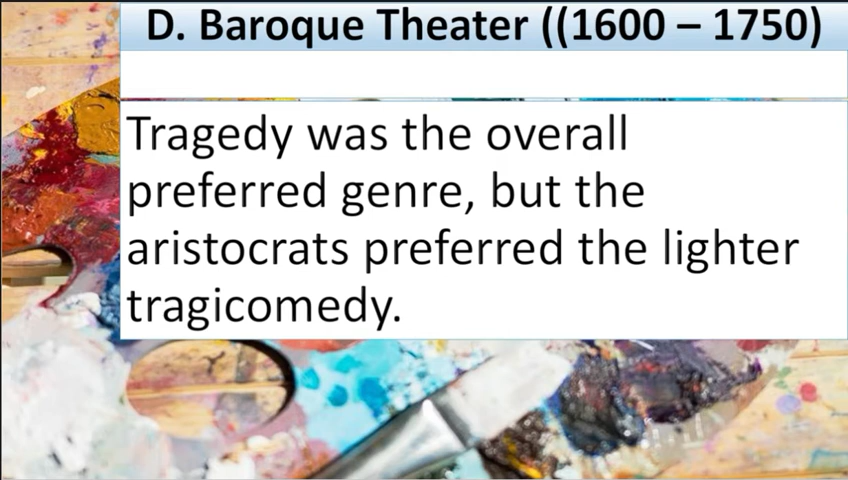 D. Baroque Theater ((1600 – 1750)
Tragedy was the overall
preferred genre, but the
aristocrats preferred the lighter
tragicomedy.